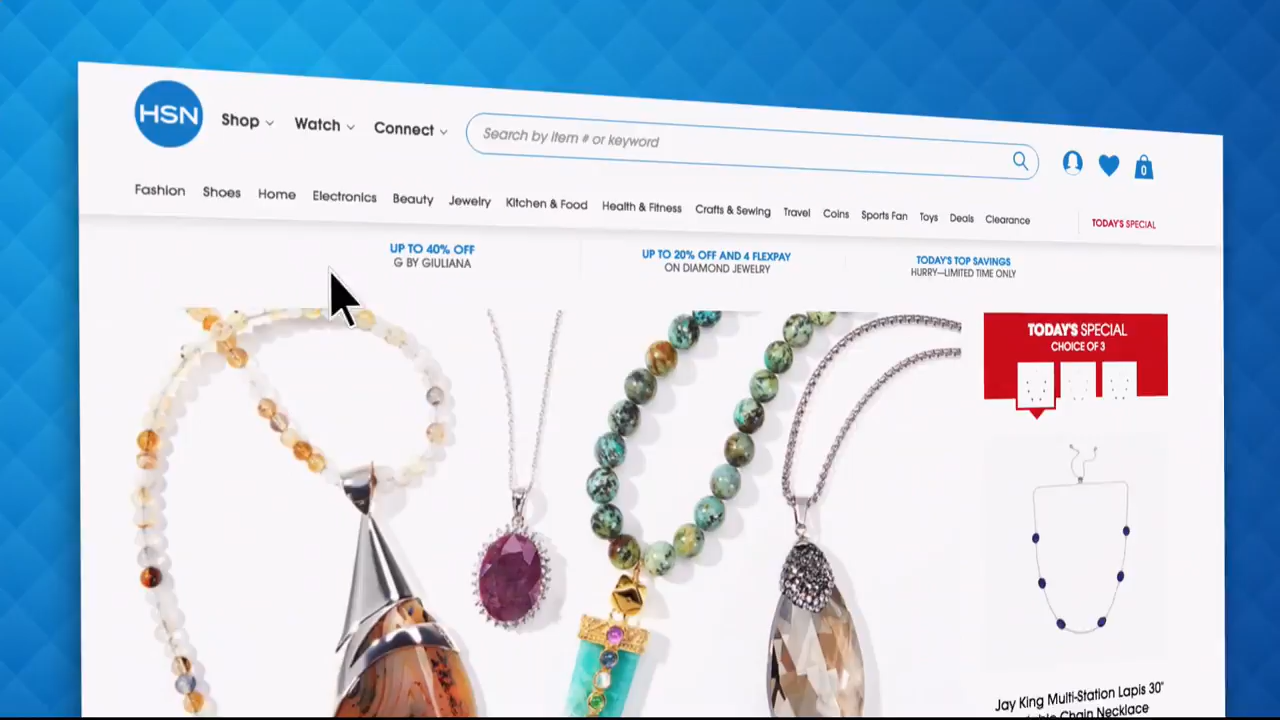 HSN
Shop
Watch
Connect
Search by item # or keyword
0
Fashion
Shoes
Home
Electronics
Beauty
Jewelry
Kitchen & Food
Health & Fitness
Crafts & Sewing
Travel
Coins
Sports Fan
Toys
Deals
Clearance
TODAY'S SPECIAL
UP TO 40% OFF
G BY GIULIANA
UP TO 20% OFF AND 4 FLEXPAY
ON DIAMOND JEWELRY
TODAY'S TOP SAVINGS
HURRY—LIMITED TIME ONLY
TODAY'S SPECIAL
CHOICE OF 3
Jay King Multi-Station Lapis 30"
Chain Necklace